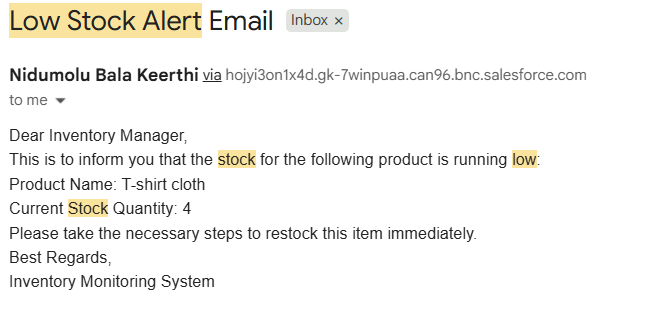 Low Stock Alert Email Inbox ×
Nidumolu Bala Keerthi via hojyi3on1x4d.gk-7winpuaa.can96.bnc.salesforce.com
to me
Dear Inventory Manager,
This is to inform you that the stock for the following product is running low:
Product Name: T-shirt cloth
Current Stock Quantity: 4
Please take the necessary steps to restock this item immediately.
Best Regards,
Inventory Monitoring System